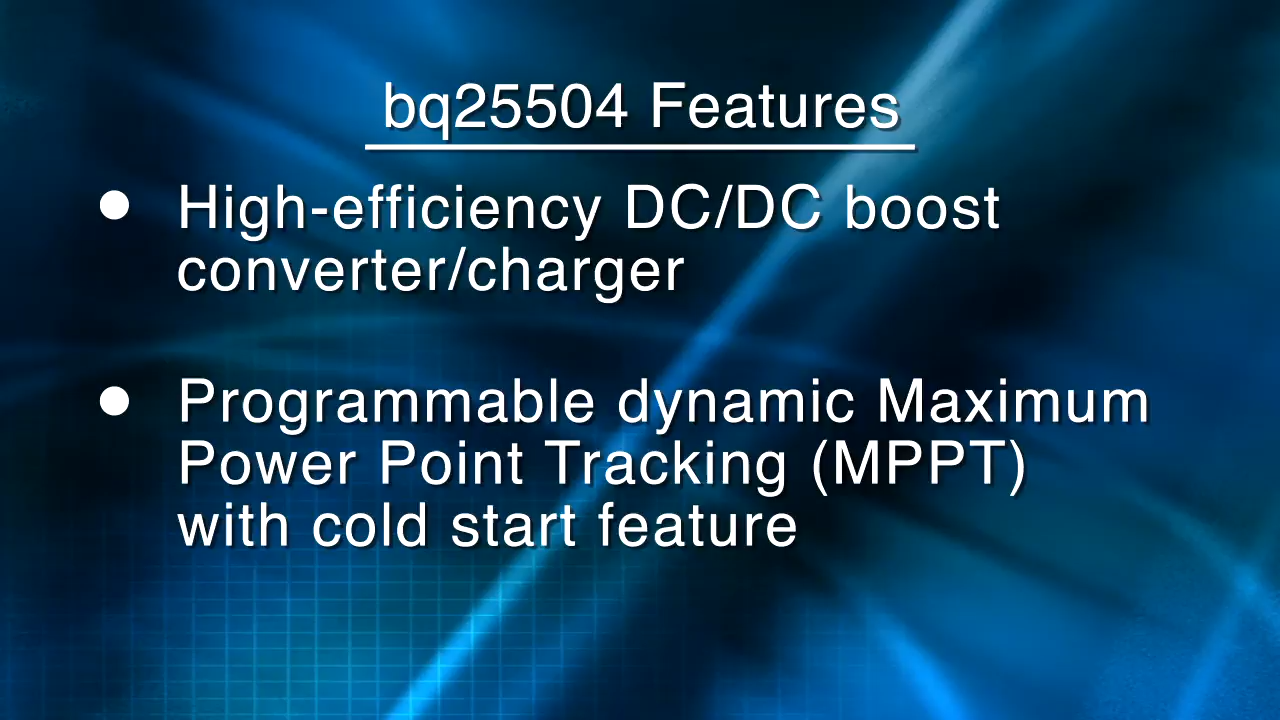 bq25504 Features
● High-efficiency DC/DC boost
converter/charger
● Programmable dynamic Maximum
Power Point Tracking (MPPT)
with cold start feature